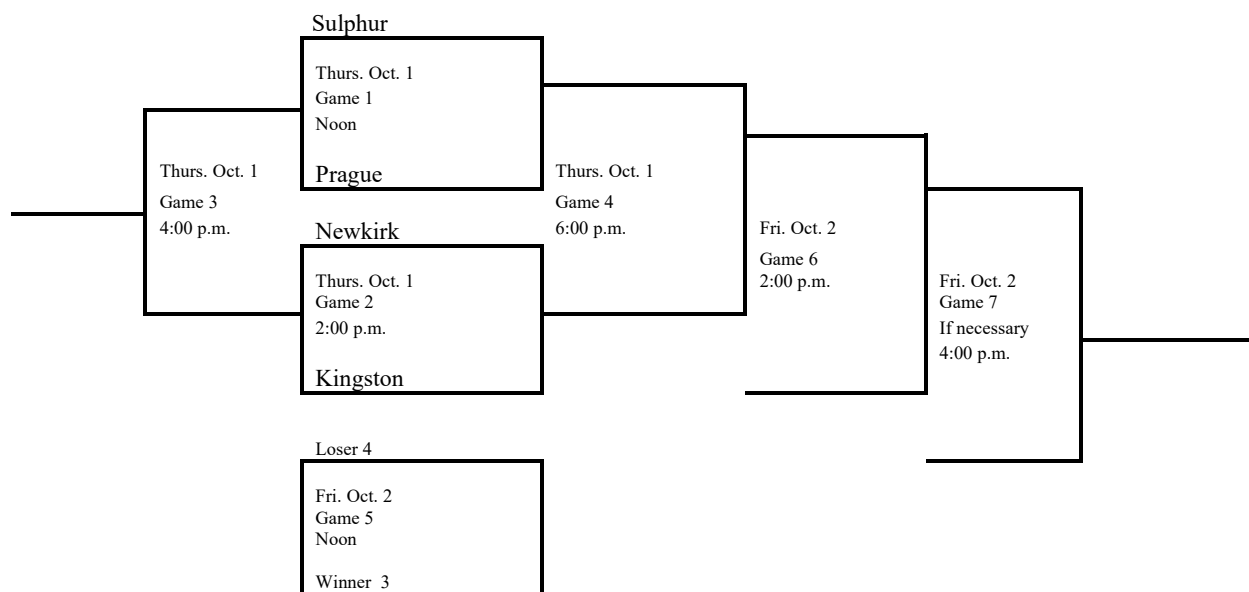 Sulphur
Thurs. Oct. 1
Game 1
Noon
Prague
Thurs. Oct. 1
Game 3
4:00 p.m.
Thurs. Oct. 1
Game 4
6:00 p.m.
Newkirk
Thurs. Oct. 1
Game 2
2:00 p.m.
Kingston
Fri. Oct. 2
Game 6
2:00 p.m.
Fri. Oct. 2
Game 7
If necessary
4:00 p.m.
Loser 4
Fri. Oct. 2
Game 5
Noon
Winner 3